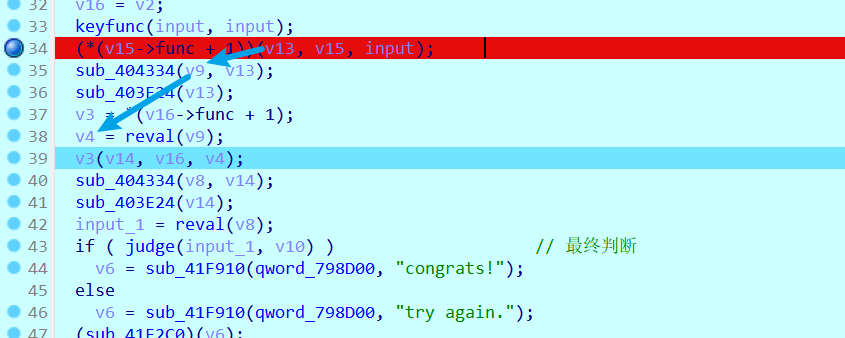 32 v16 = v2;
33 keyfunc(input, input);
34 (*(v15->func + 1))(v13, v15, input);
35 sub_404334(v9, v13);
36 sub_403E24(v13);
37 v3 = *(v16->func + 1);
38 v4 = reval(v9);
39 v3(v14, v16, v4);
40 sub_404334(v8, v14);
41 sub_403E24(v14);
42 input_1 = reval(v8);
43 if ( judge(input_1, v10) ) // 最终判断
44 v6 = sub_41F910(qword_798D00, "congrats!");
45 else
46 v6 = sub_41F910(qword_798D00, "try again.");
47 (sub_41F2C0)(v6);